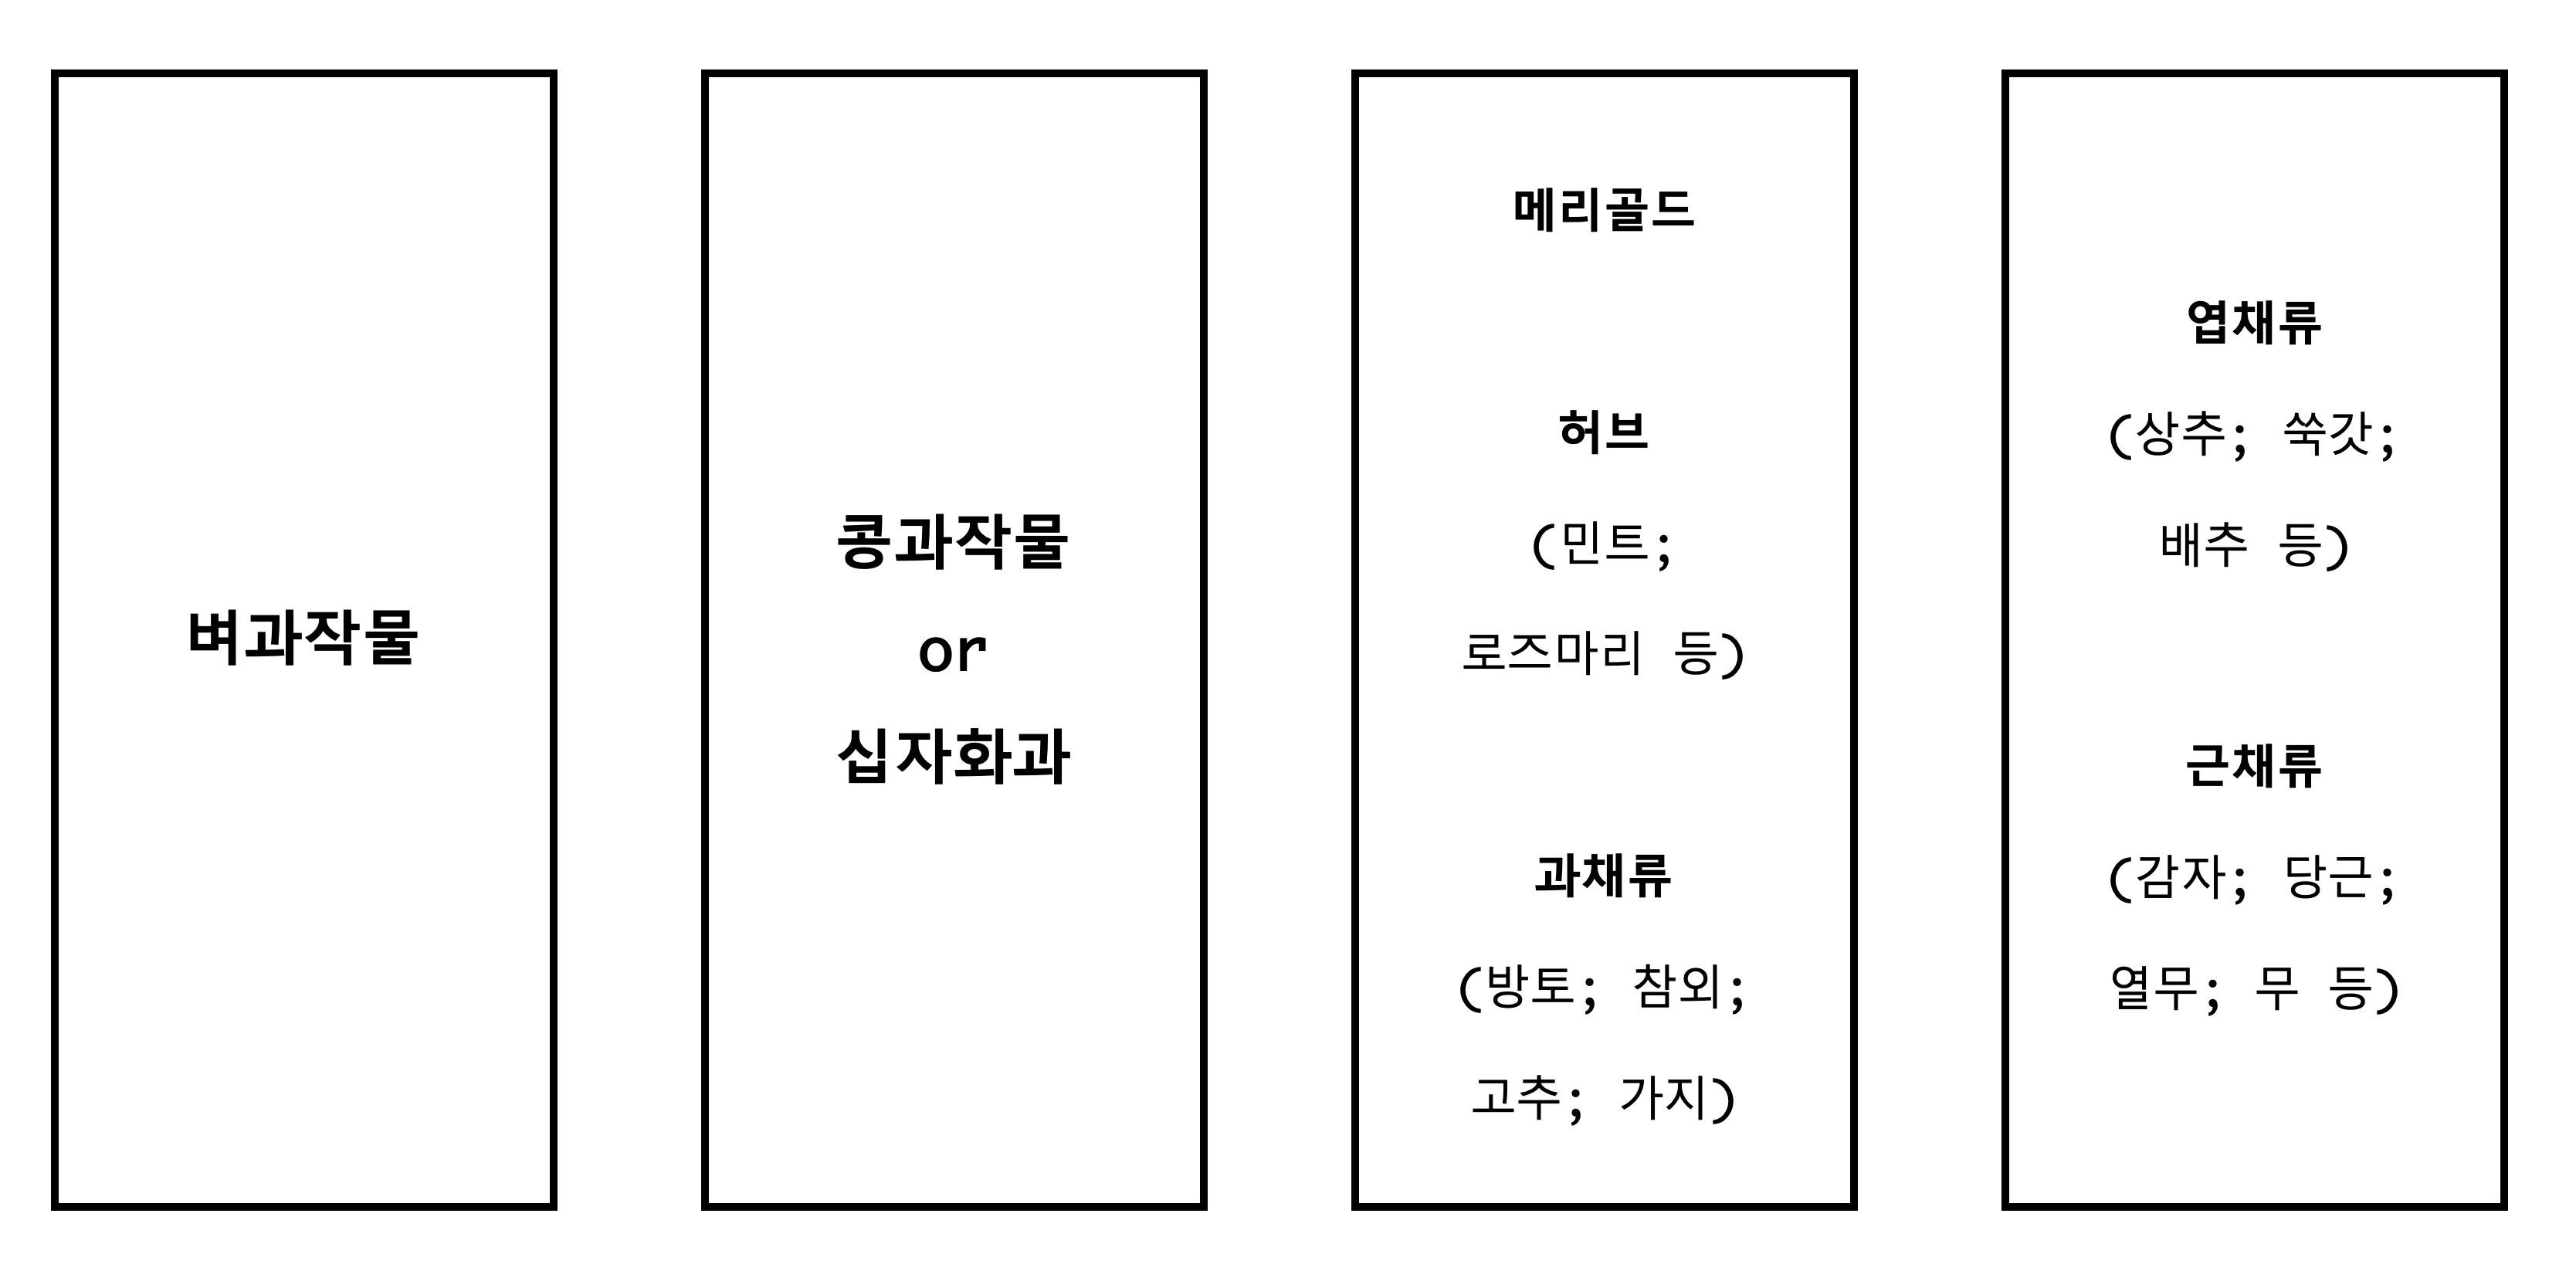 벼과작물
콩과작물
or
십자화과
메리골드
허브
(민트;
로즈마리 등)
과채류
(방토; 참외;
고추; 가지)
엽채류
(상추; 쑥갓;
배추 등)
근채류
(감자; 당근;
열무; 무 등)